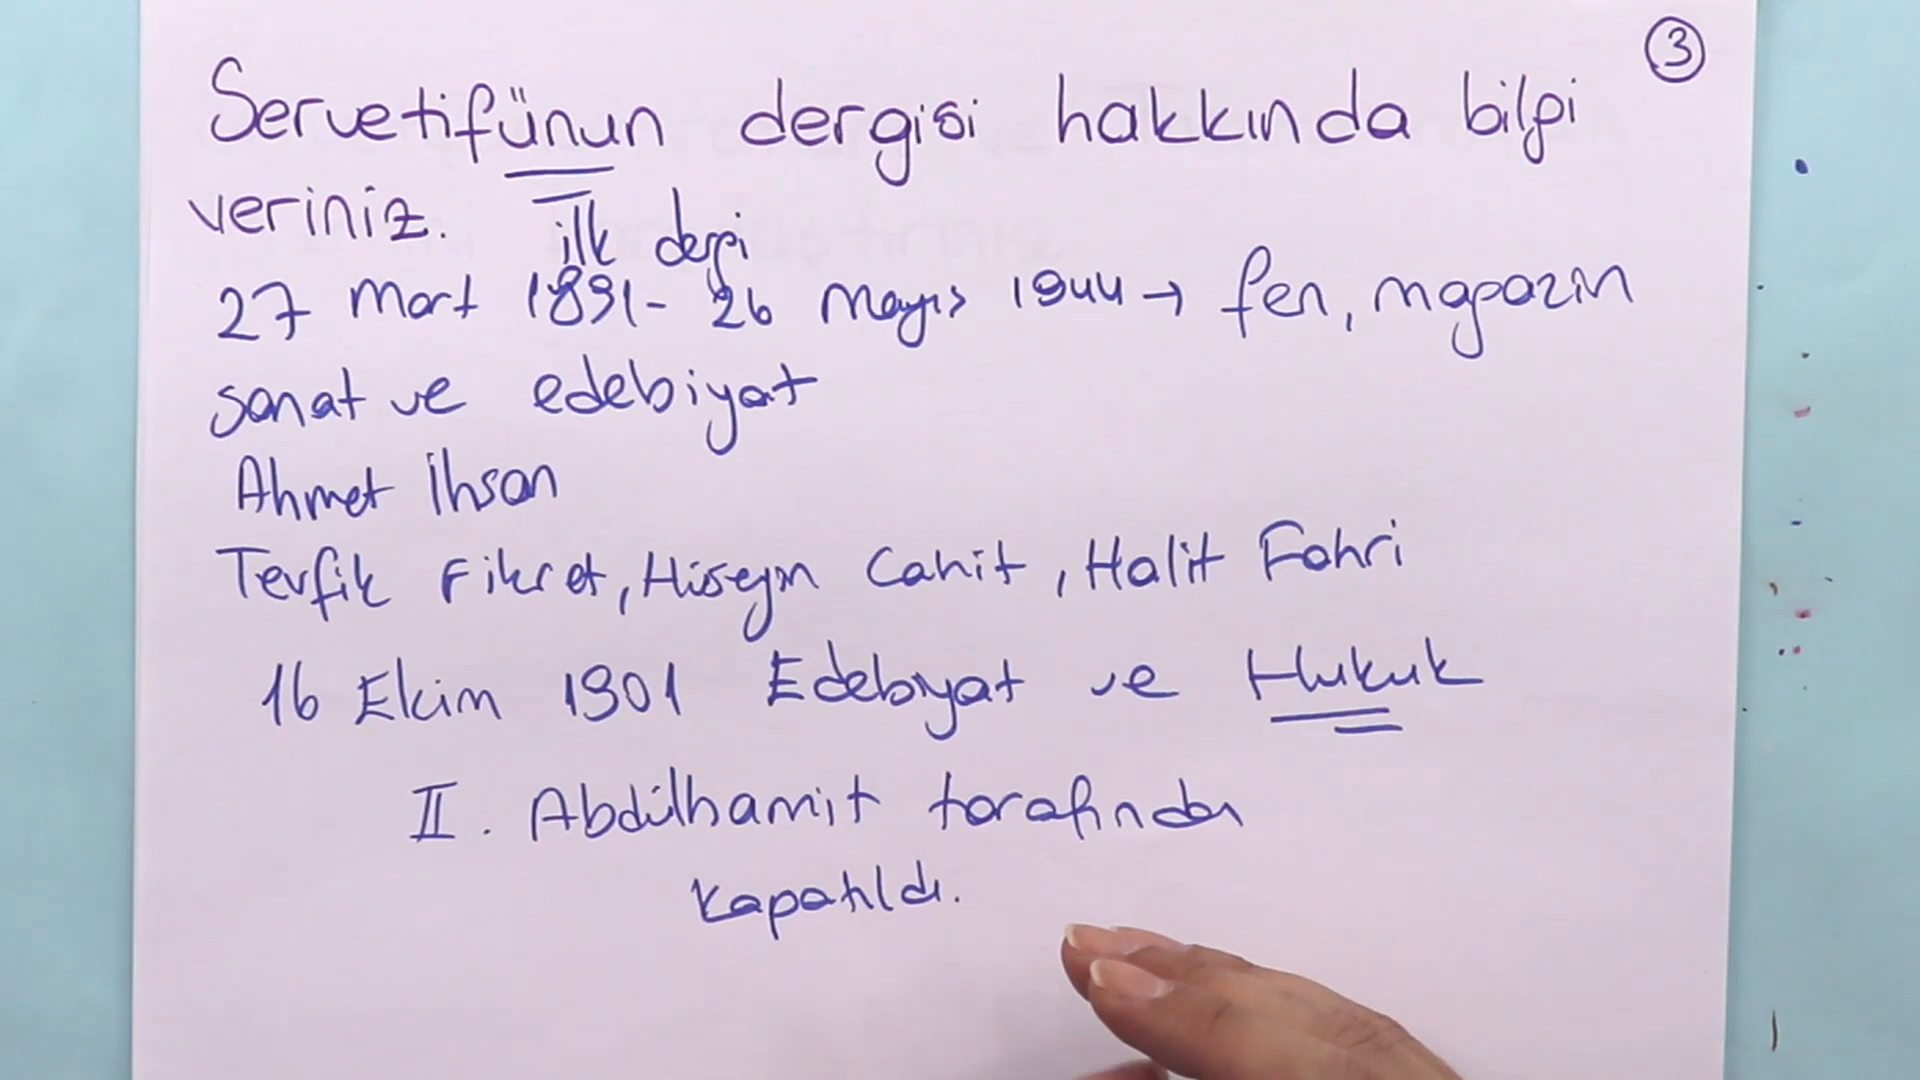 3
Servetifünun dergisi hakkında bilgi
veriniz. ilk dergi
27 Mart 1891- 26 Mayıs 1944 → fen, magazin
sanat ve edebiyat
Ahmet İhsan
Tevfik Fikret, Hüseyin Cahit, Halit Fahri
16 Ekim 1901 Edebiyat ve Hukuk
II. Abdülhamit tarafından
kapatıldı.